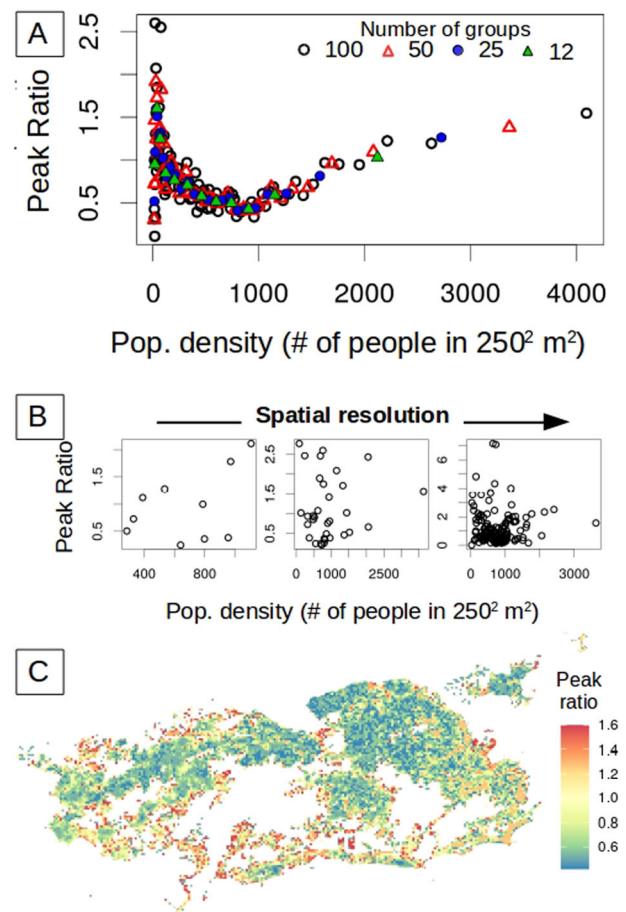 A
Number of groups
100 50 25 12
2.5
1.5
0.5
Peak Ratio
0 1000 2000 3000 4000
Pop. density (# of people in 250² m²)
B
Spatial resolution
Peak Ratio
1.5
0.5
400 800
2.5
1.5
0.5
0 1000 2500
6
4
2
0
0 1000 3000
Pop. density (# of people in 250² m²)
C
Peak
ratio
1.6
1.4
1.2
1.0
0.8
0.6